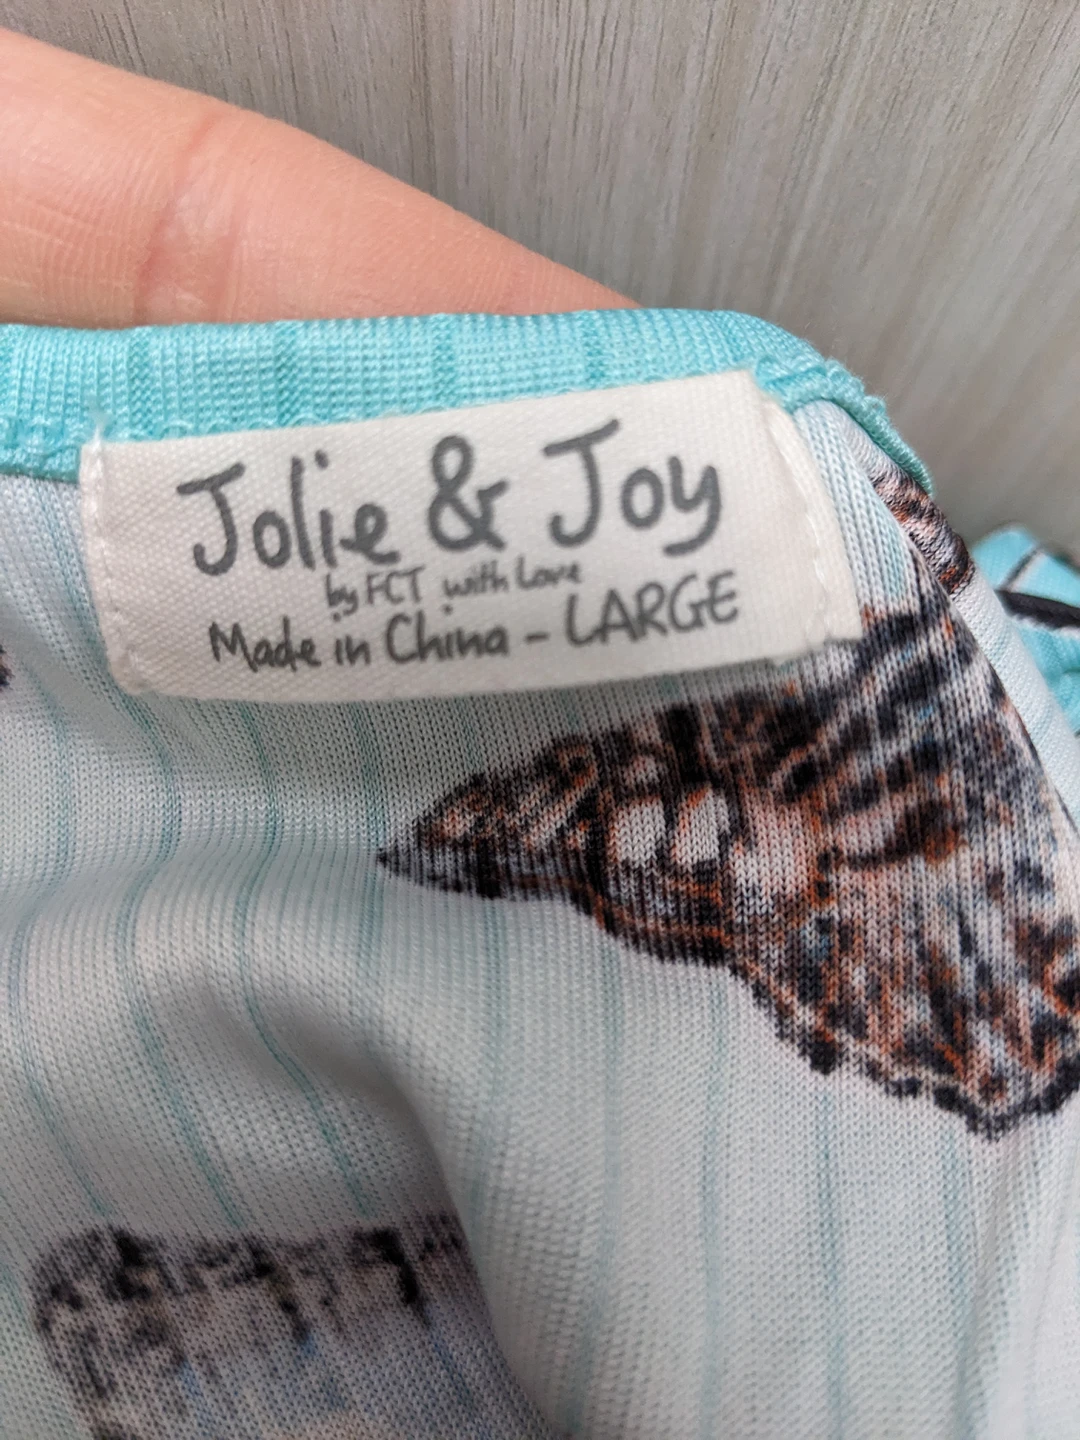 Jolie & Joy
by FCT with Love
Made in China - LARGE